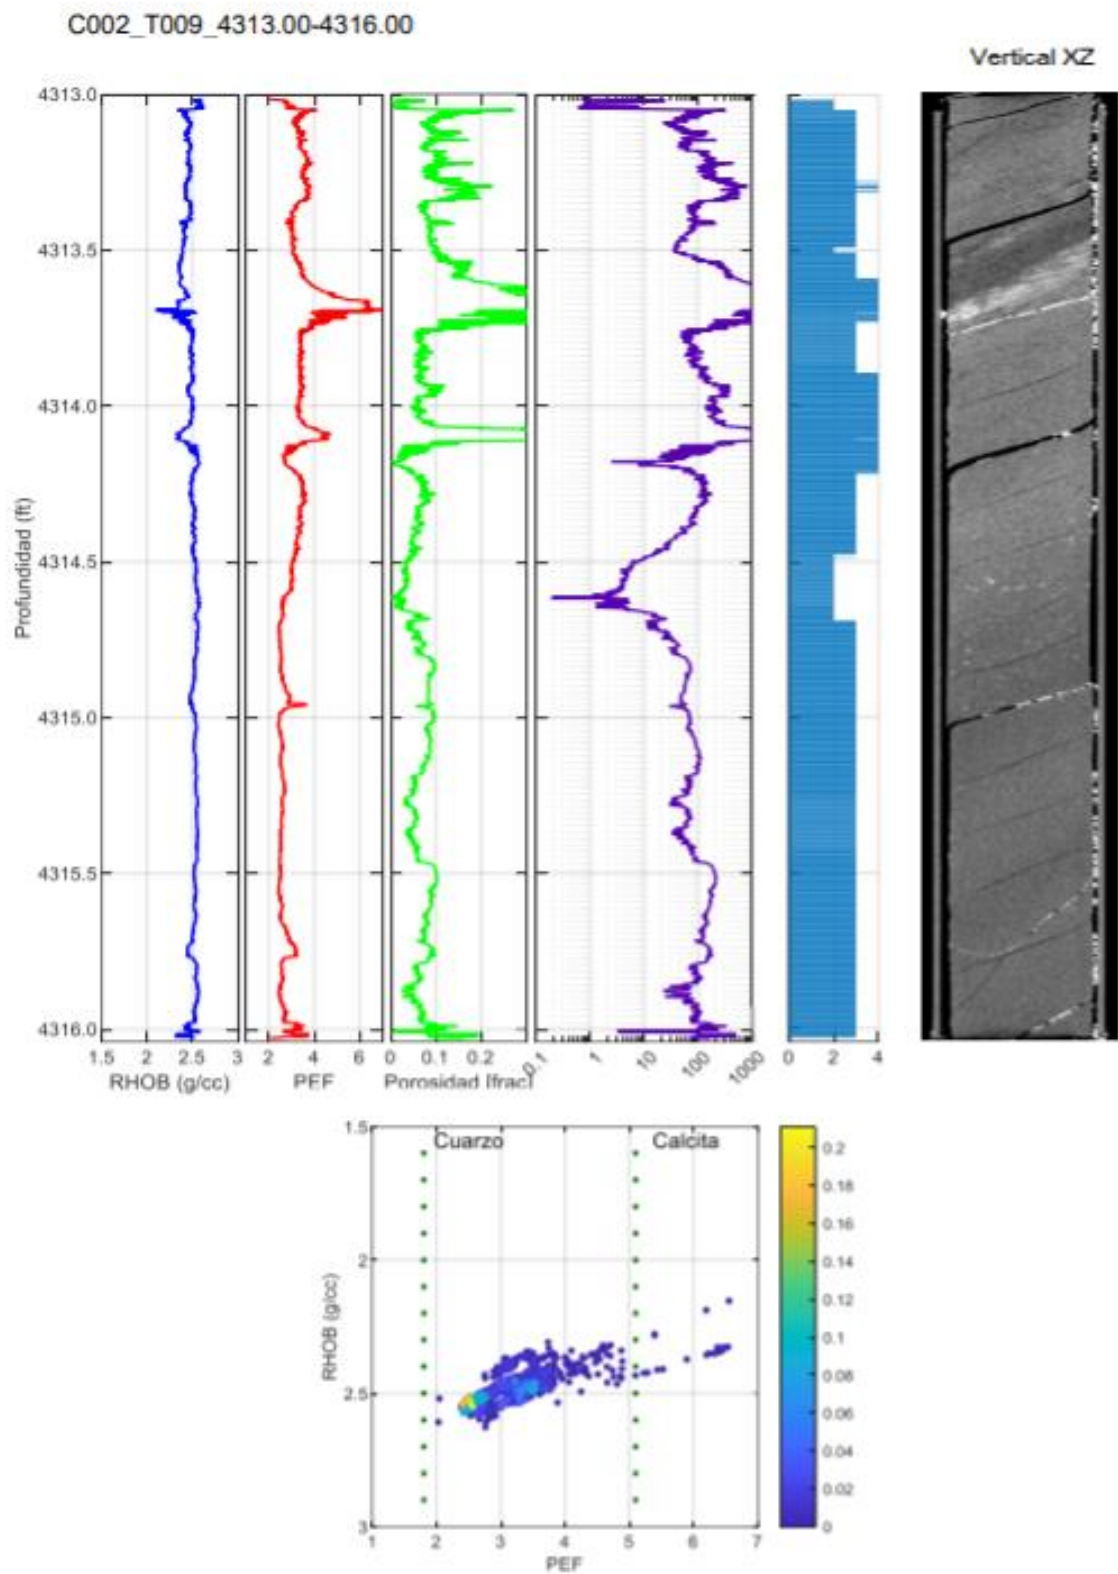 C002_T009_4313.00-4316.00
Vertical XZ
4313.0
4313.5
4314.0
4314.5
4315.0
4315.5
4316.0
Profundidad (ft)
1.5 2 2.5 3
2 4 6
0 0.1 0.2
0.1 1 10 100 1000
0 2 4
RHOB (g/cc)
PEF
Porosidad [frac]
Cuarzo
Calcita
1.5
2
2.5
3
RHOB (g/cc)
1 2 3 4 5 6 7
PEF
0.2
0.18
0.16
0.14
0.12
0.1
0.08
0.06
0.04
0.02
0